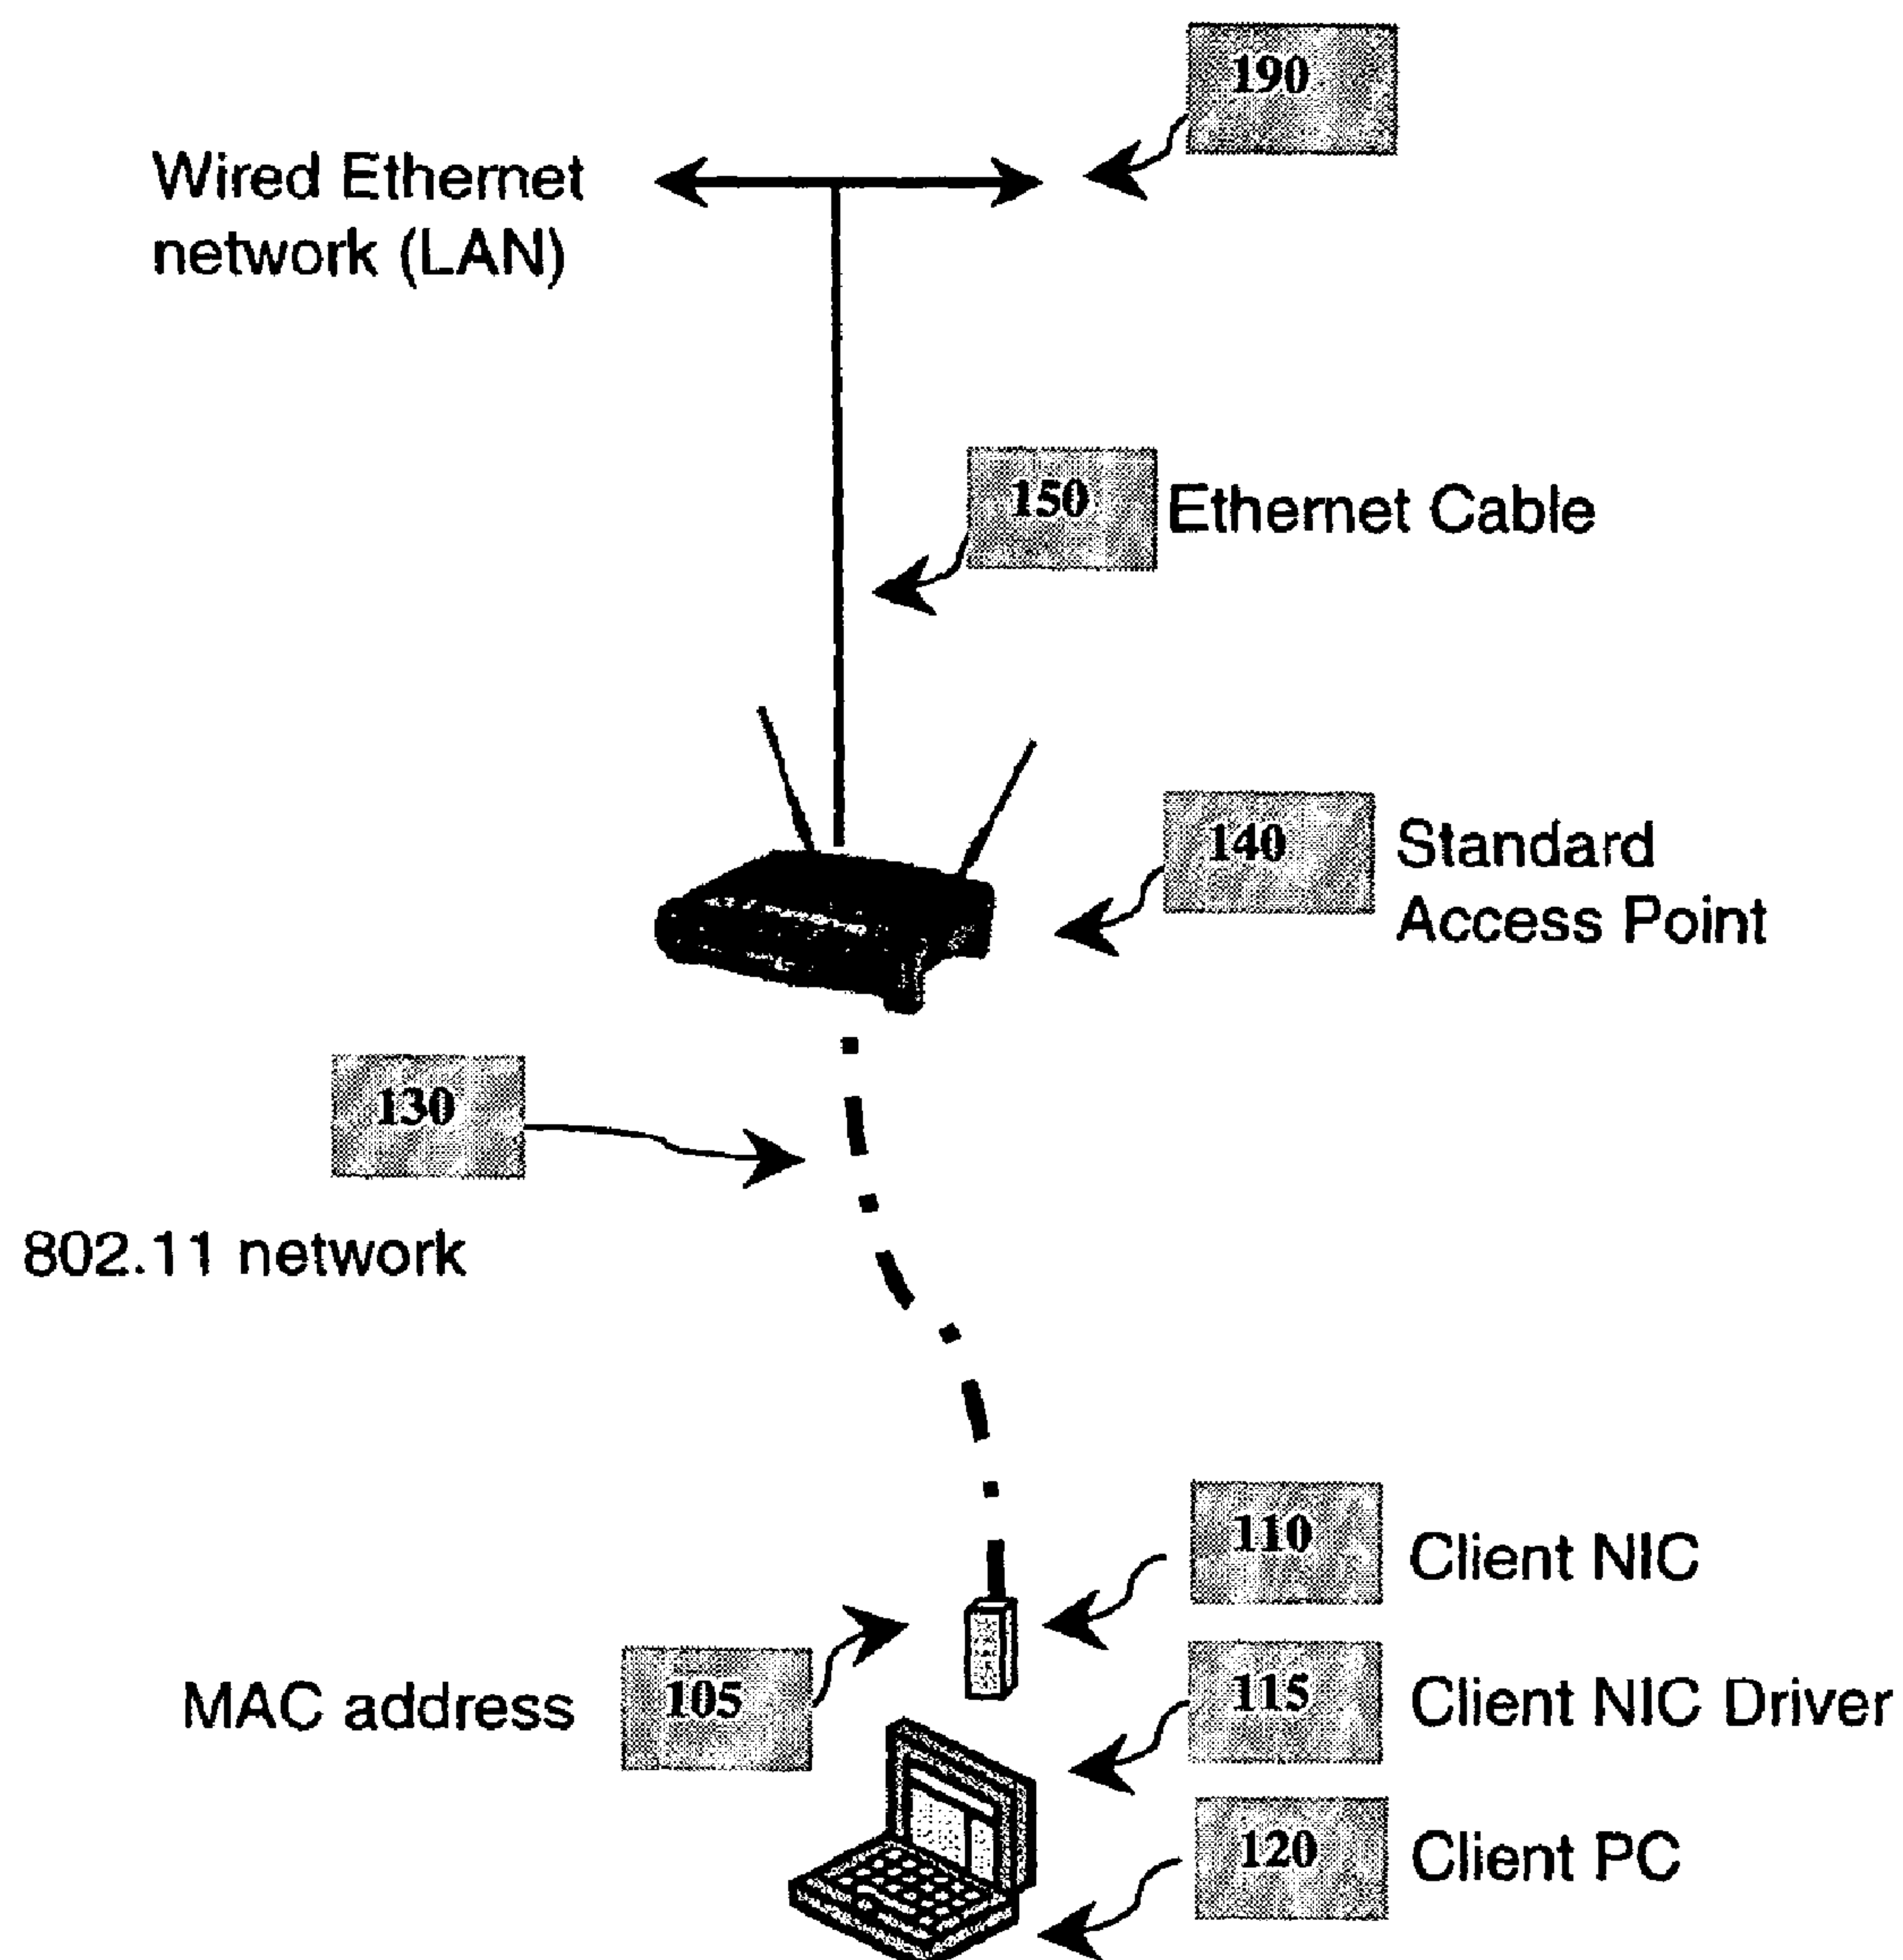 190
Wired Ethernet
network (LAN)
150 Ethernet Cable
140 Standard
Access Point
130
802.11 network
110 Client NIC
MAC address 105
115 Client NIC Driver
120 Client PC